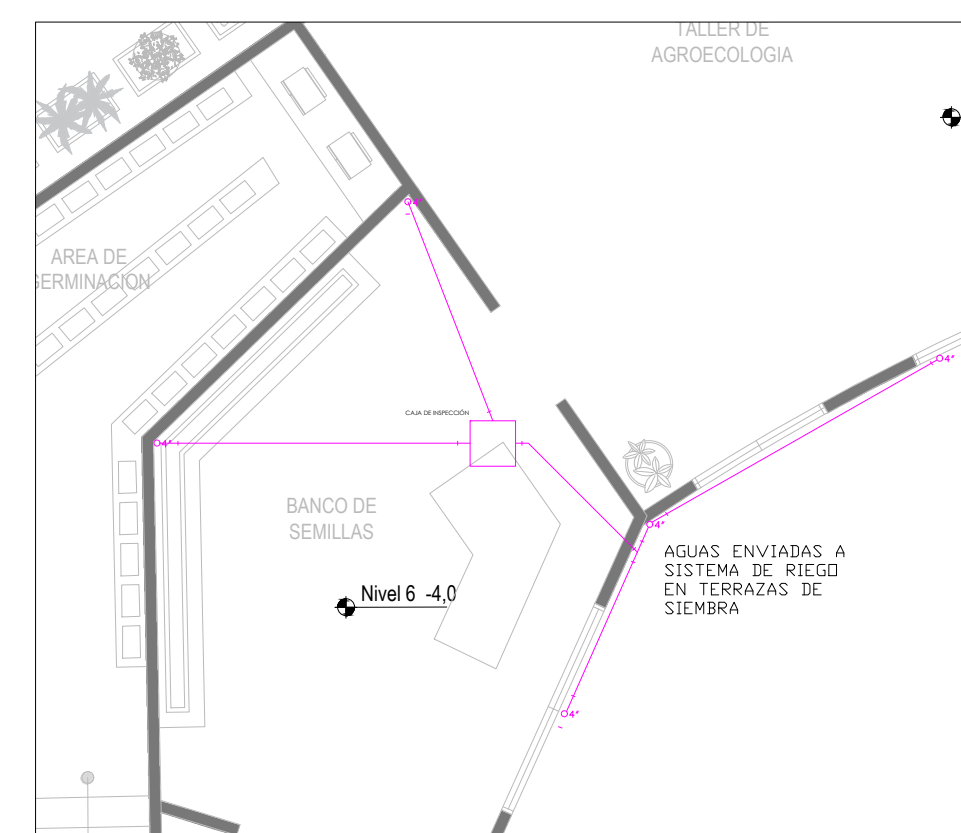 TALLER DE
AGROECOLOGIA
4"
AREA DE
GERMINACION
4"
CAJA DE INSPECCIÓN
4"
BANCO DE
SEMILLAS
4"
AGUAS ENVIADAS A
SISTEMA DE RIEGO
EN TERRAZAS DE
SIEMBRA
Nivel 6 -4,0
4"